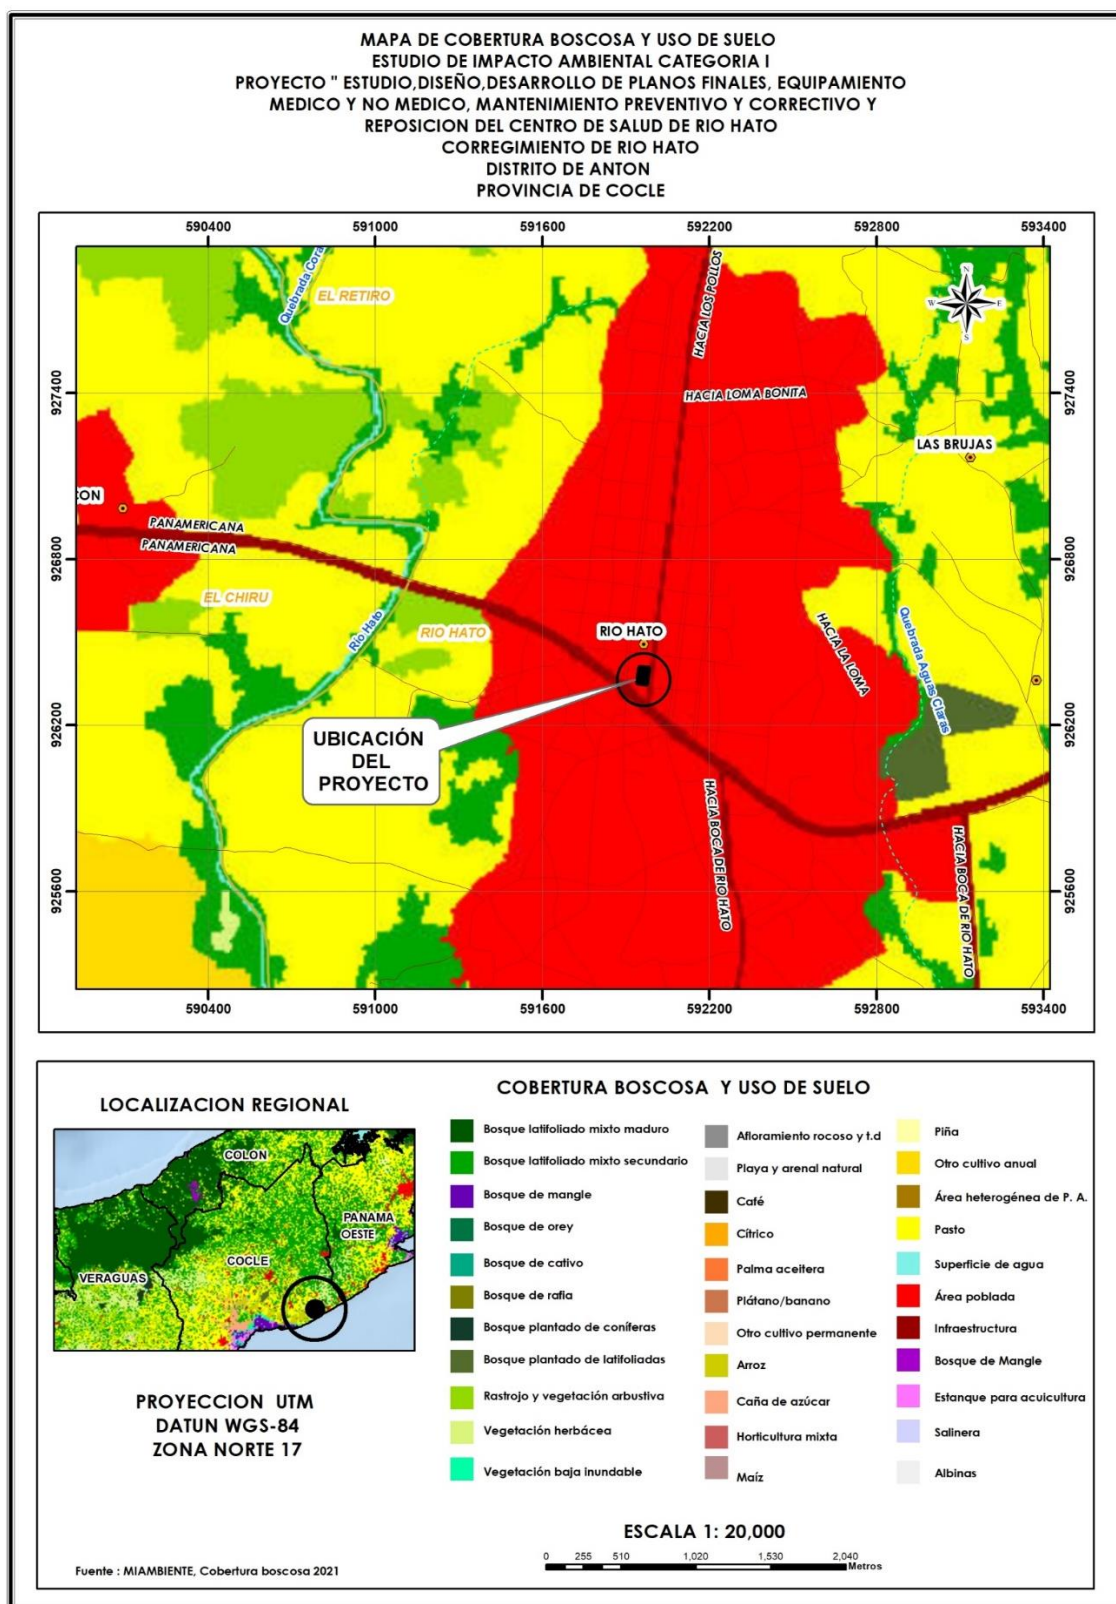 MAPA DE COBERTURA BOSCOSA Y USO DE SUELO
ESTUDIO DE IMPACTO AMBIENTAL CATEGORIA I
PROYECTO " ESTUDIO,DISEÑO,DESARROLLO DE PLANOS FINALES, EQUIPAMIENTO
MEDICO Y NO MEDICO, MANTENIMIENTO PREVENTIVO Y CORRECTIVO Y
REPOSICION DEL CENTRO DE SALUD DE RIO HATO
CORREGIMIENTO DE RIO HATO
DISTRITO DE ANTON
PROVINCIA DE COCLE
590400 591000 591600 592200 592800 593400
Quebrada Cora
EL RETIRO
HACIA LOS POLLOS
N
W E
S
927400 927400
HACIA LOMA BONITA
LAS BRUJAS
CON
PANAMERICANA
PANAMERICANA
926800 926800
EL CHIRU
Río Hato
RIO HATO
RIO HATO
HACIA LA LOMA
Quebrada Aguas Claras
926200 926200
UBICACIÓN
DEL
PROYECTO
HACIA BOCA DE RIO HATO
HACIA BOCA DE RIO HATO
925600 925600
590400 591000 591600 592200 592800 593400
LOCALIZACION REGIONAL
COLON
PANAMA
OESTE
COCLE
VERAGUAS
PROYECCION UTM
DATUN WGS-84
ZONA NORTE 17
Fuente : MIAMBIENTE, Cobertura boscosa 2021
COBERTURA BOSCOSA Y USO DE SUELO
Bosque latifoliado mixto maduro
Bosque latifoliado mixto secundario
Bosque de mangle
Bosque de orey
Bosque de cativo
Bosque de rafia
Bosque plantado de coníferas
Bosque plantado de latifoliadas
Rastrojo y vegetación arbustiva
Vegetación herbácea
Vegetación baja inundable
Afloramiento rocoso y t.d
Playa y arenal natural
Café
Cítrico
Palma aceitera
Plátano/banano
Otro cultivo permanente
Arroz
Caña de azúcar
Horticultura mixta
Maíz
Piña
Otro cultivo anual
Área heterogénea de P. A.
Pasto
Superficie de agua
Área poblada
Infraestructura
Bosque de Mangle
Estanque para acuicultura
Salinera
Albinas
ESCALA 1: 20,000
0 255 510 1,020 1,530 2,040
Metros